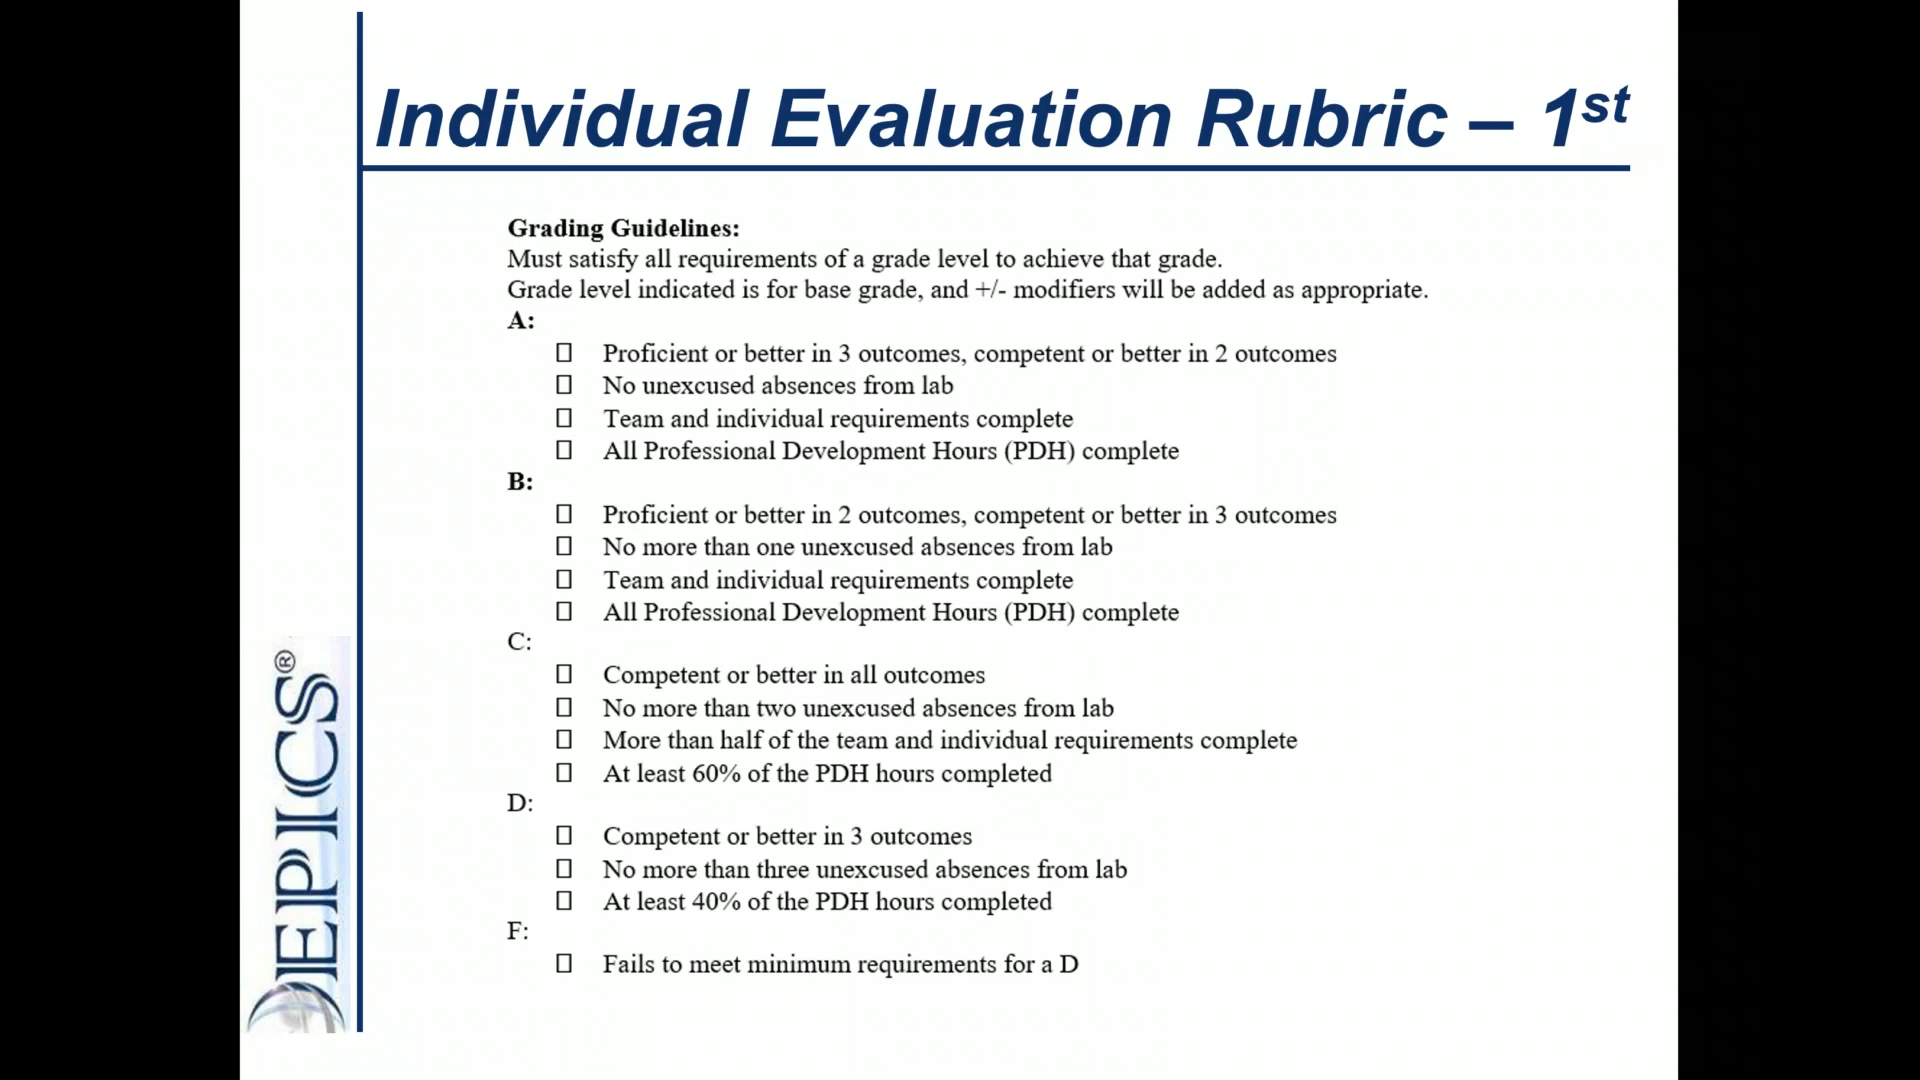 Individual Evaluation Rubric – 1st
Grading Guidelines:
Must satisfy all requirements of a grade level to achieve that grade.
Grade level indicated is for base grade, and +/- modifiers will be added as appropriate.
A:
Proficient or better in 3 outcomes, competent or better in 2 outcomes
No unexcused absences from lab
Team and individual requirements complete
All Professional Development Hours (PDH) complete
B:
Proficient or better in 2 outcomes, competent or better in 3 outcomes
No more than one unexcused absences from lab
Team and individual requirements complete
All Professional Development Hours (PDH) complete
C:
Competent or better in all outcomes
No more than two unexcused absences from lab
More than half of the team and individual requirements complete
At least 60% of the PDH hours completed
D:
Competent or better in 3 outcomes
No more than three unexcused absences from lab
At least 40% of the PDH hours completed
F:
Fails to meet minimum requirements for a D
EPICS®